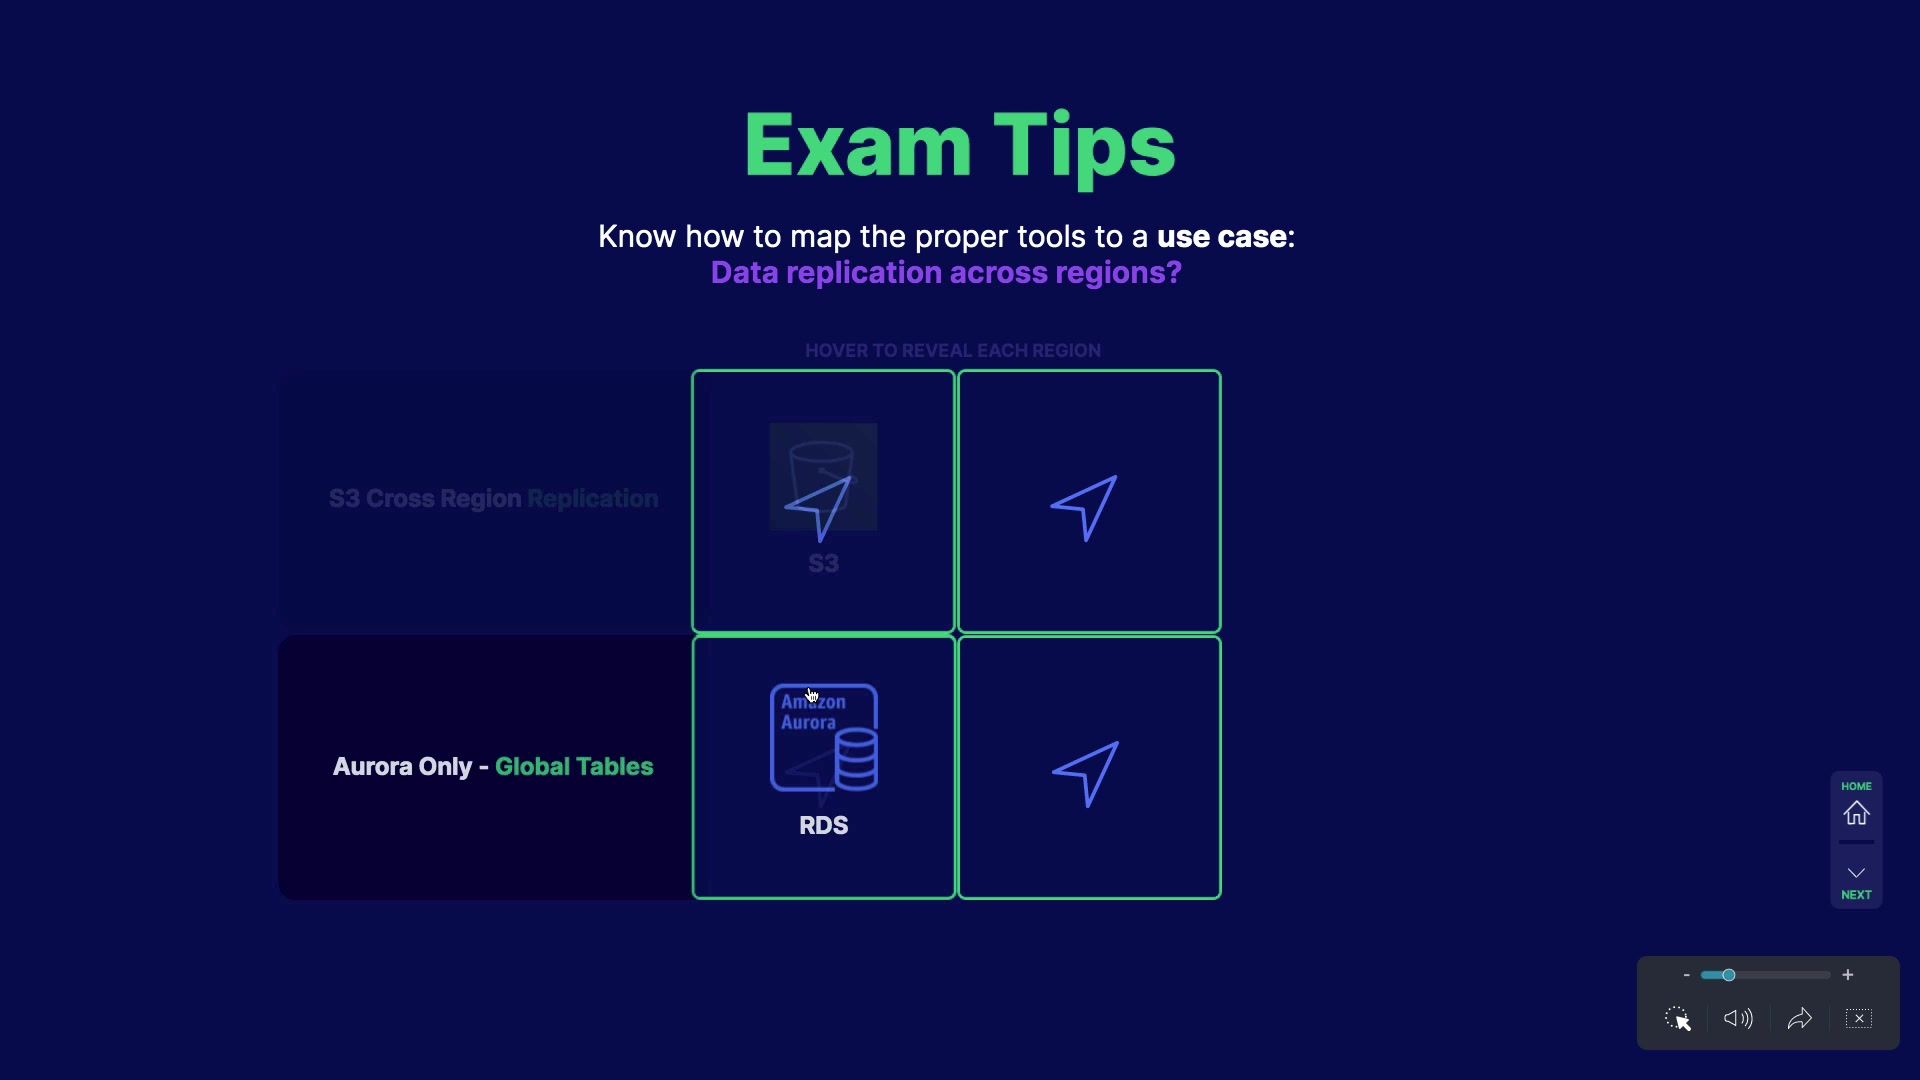 Exam Tips
Know how to map the proper tools to a use case:
Data replication across regions?
HOVER TO REVEAL EACH REGION
S3 Cross Region Replication
S3
Aurora Only - Global Tables
Amazon
Aurora
RDS
HOME
NEXT
- +